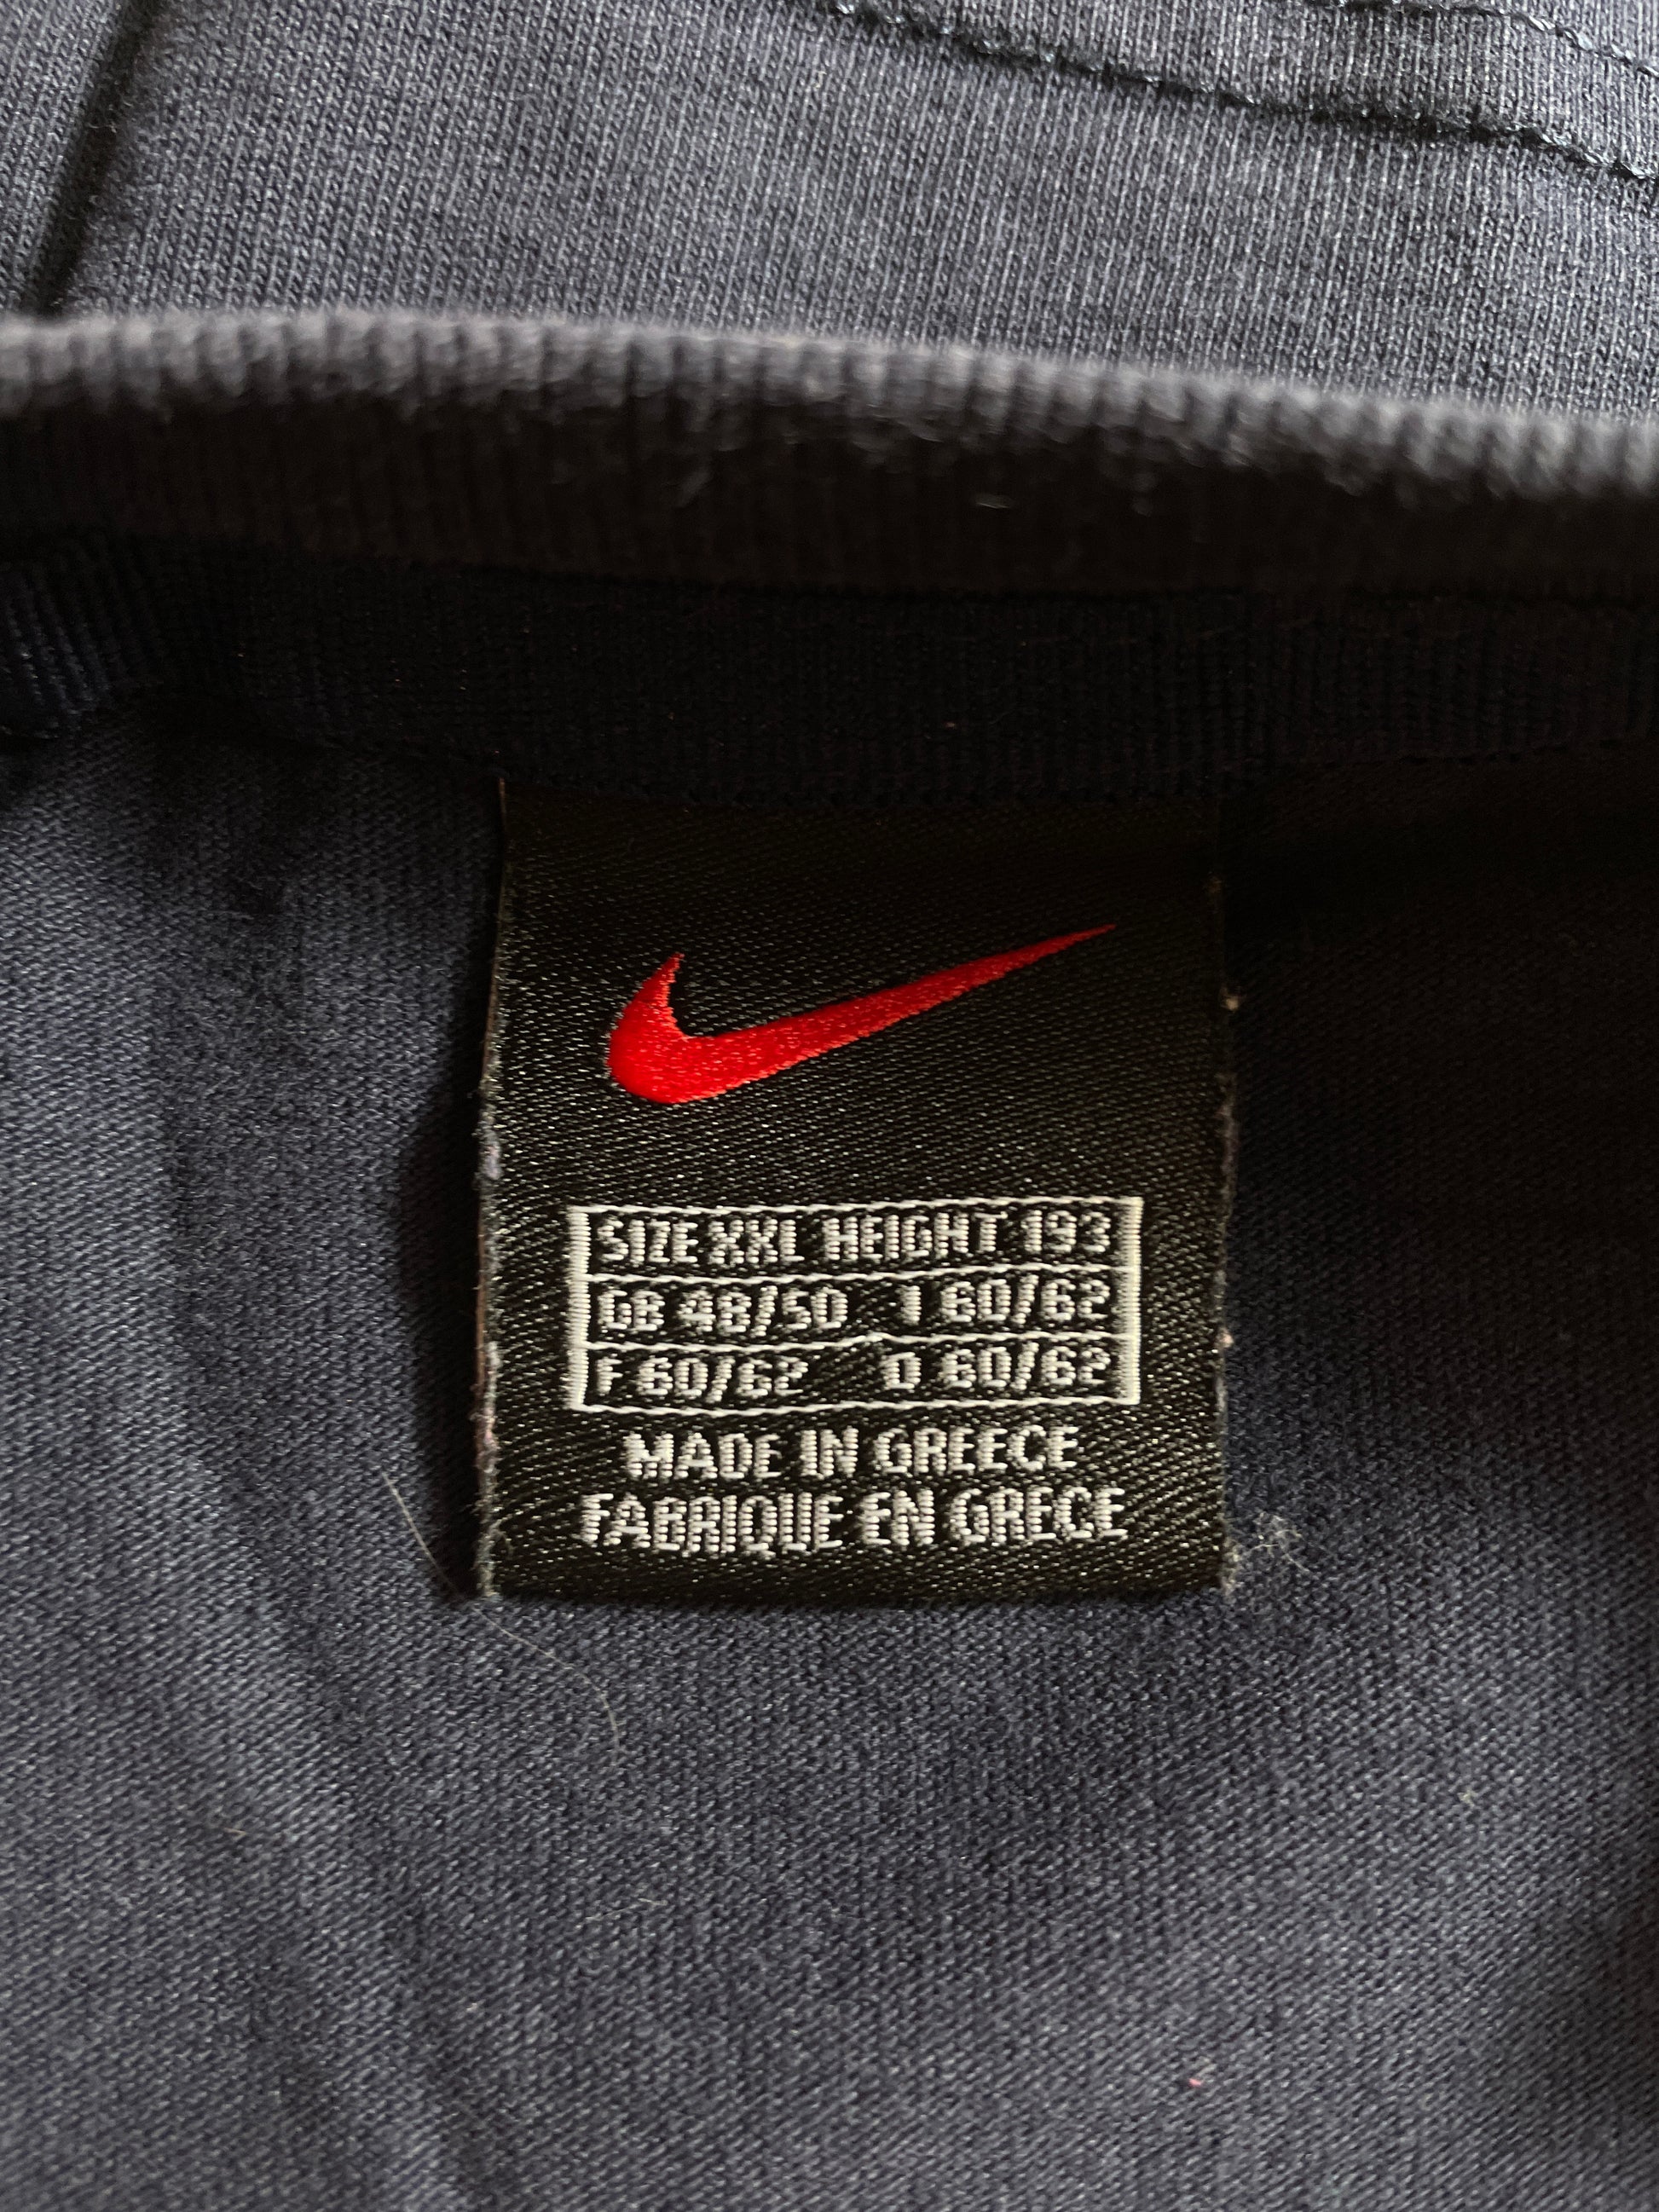 SIZE XXL HEIGHT 193
GB 48/50 I 60/62
F 60/62 D 60/62
MADE IN GREECE
FABRIQUE EN GRECE